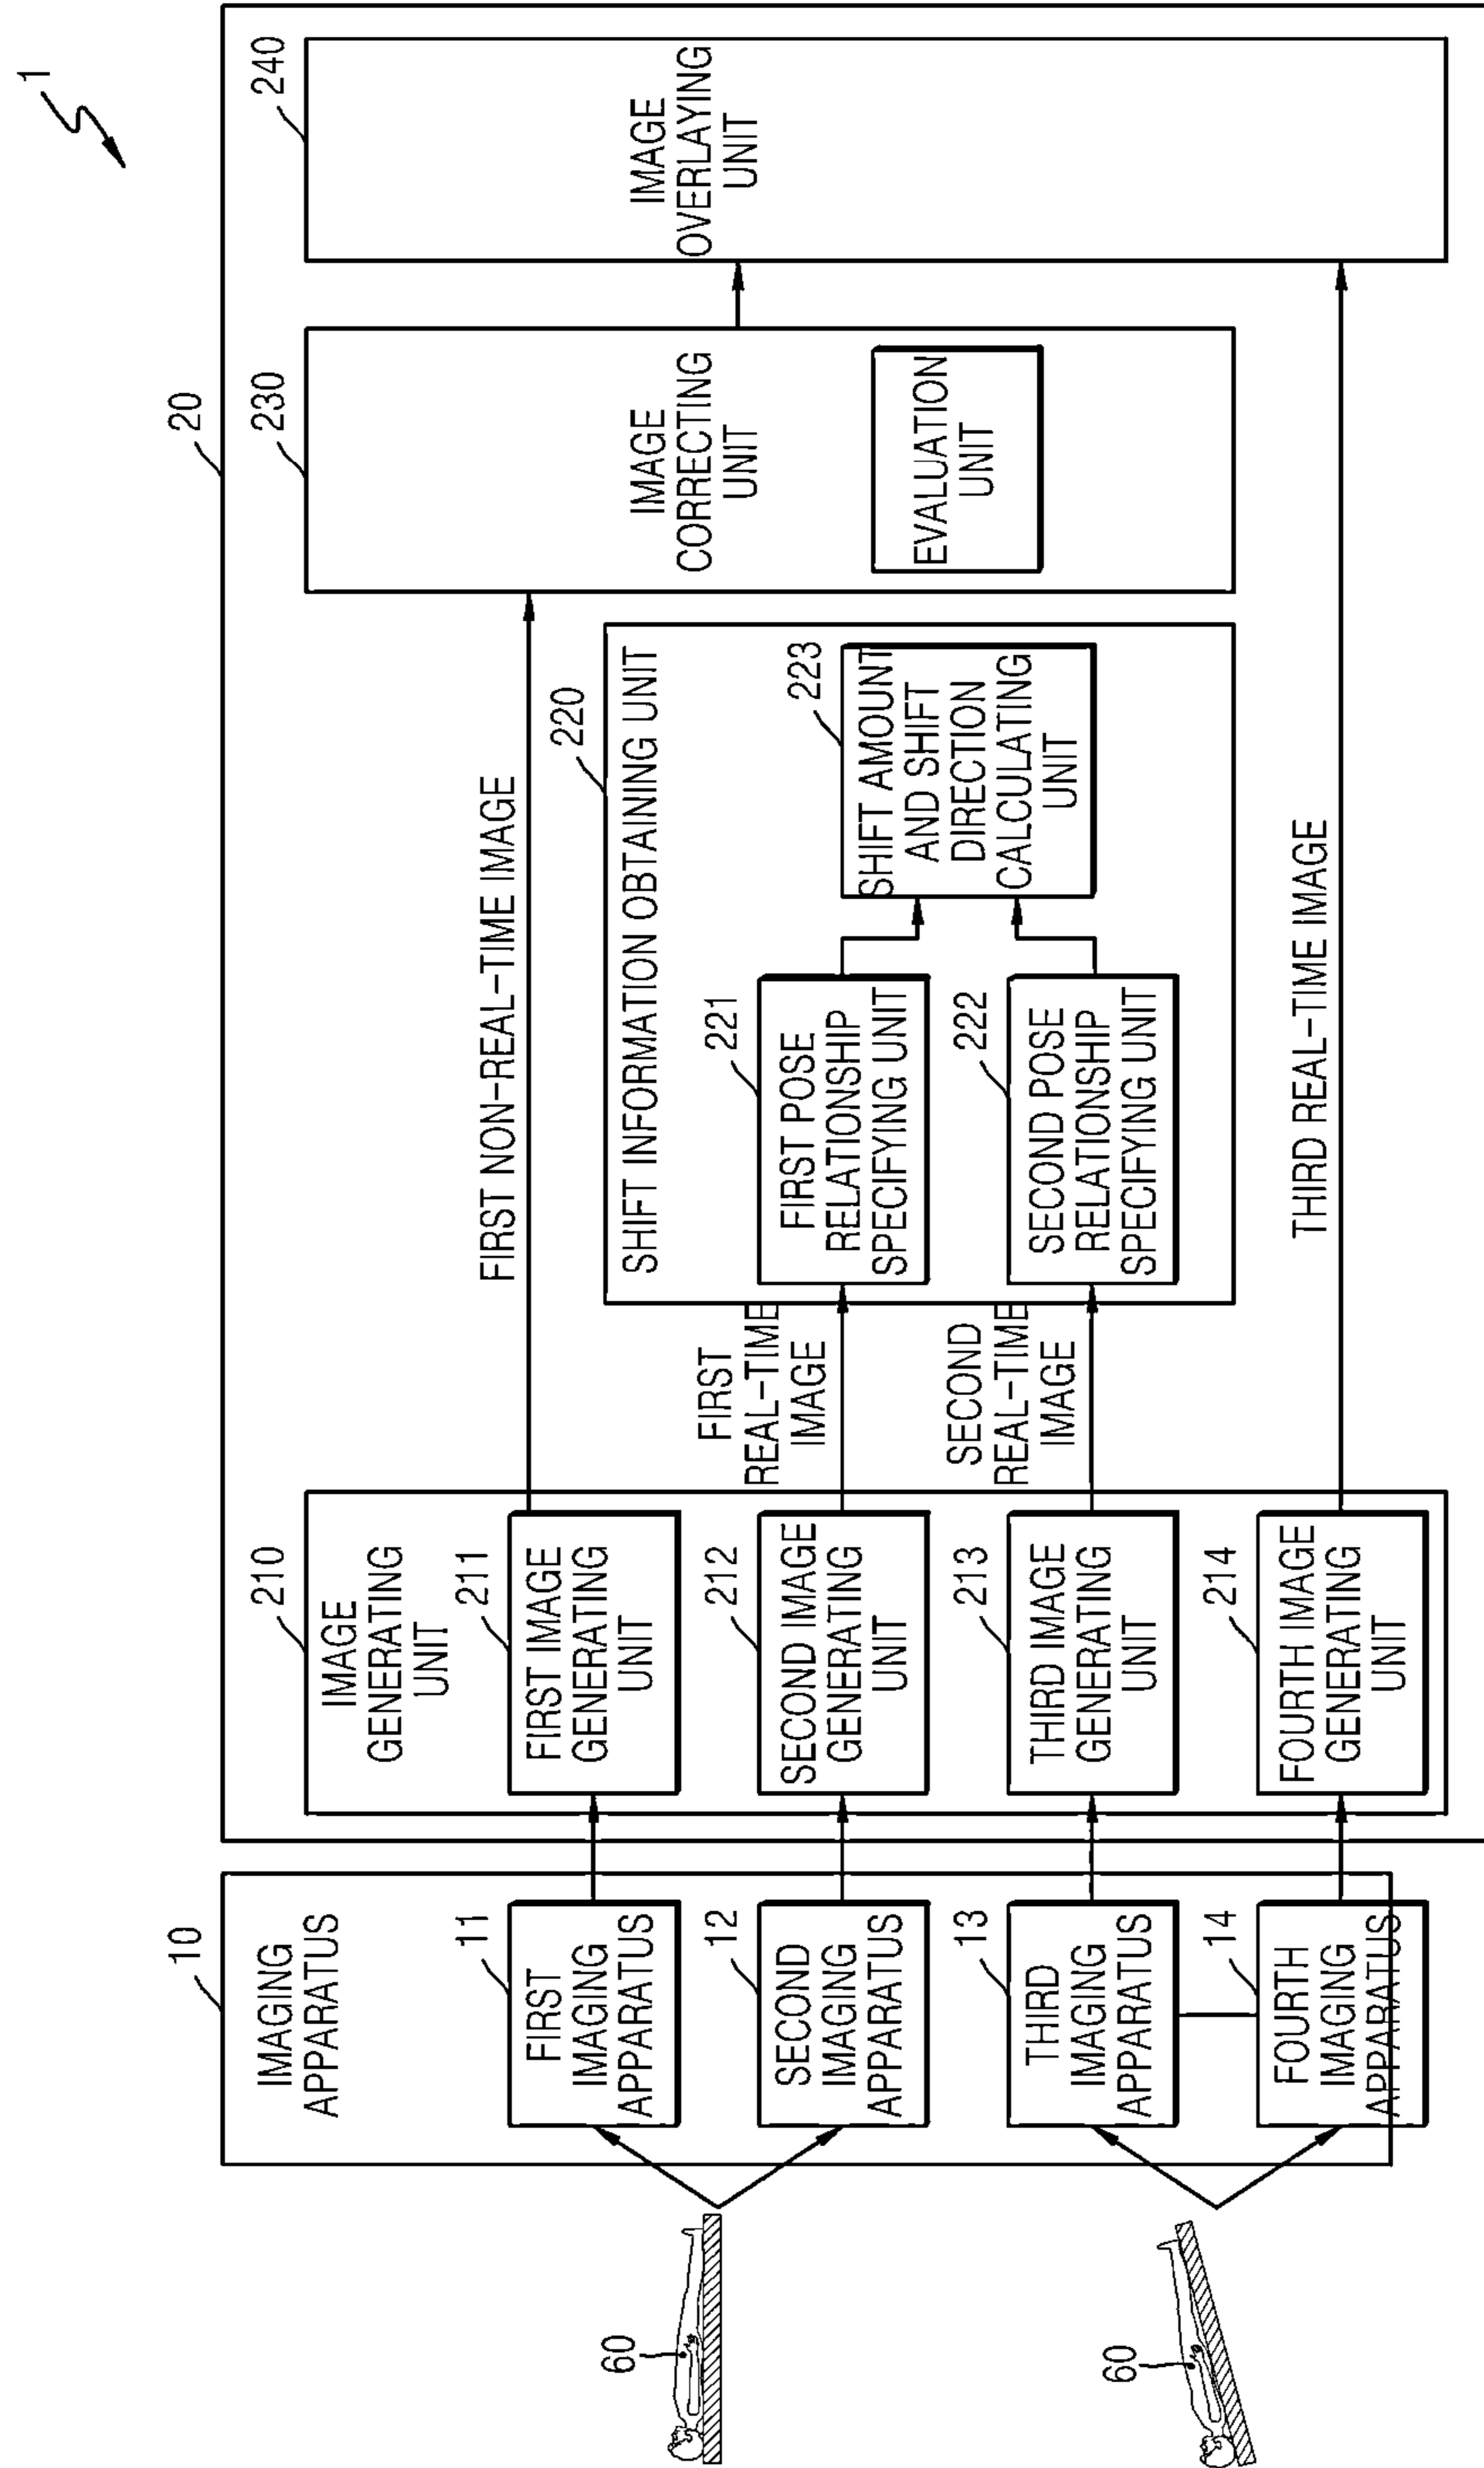 1
20
10
IMAGING
APPARATUS
11
FIRST
IMAGING
APPARATUS
12
SECOND
IMAGING
APPARATUS
13
THIRD
IMAGING
APPARATUS
14
FOURTH
IMAGING
APPARATUS
60
60
210
IMAGE
GENERATING
UNIT
211
FIRST IMAGE
GENERATING
UNIT
212
SECOND IMAGE
GENERATING
UNIT
213
THIRD IMAGE
GENERATING
UNIT
214
FOURTH IMAGE
GENERATING
UNIT
FIRST NON-REAL-TIME IMAGE
FIRST
REAL-TIME
IMAGE
SECOND
REAL-TIME
IMAGE
THIRD REAL-TIME IMAGE
220
SHIFT INFORMATION OBTAINING UNIT
221
FIRST POSE
RELATIONSHIP
SPECIFYING UNIT
222
SECOND POSE
RELATIONSHIP
SPECIFYING UNIT
223
SHIFT AMOUNT
AND SHIFT
DIRECTION
CALCULATING
UNIT
230
IMAGE
CORRECTING
UNIT
EVALUATION
UNIT
240
IMAGE
OVERLAYING
UNIT